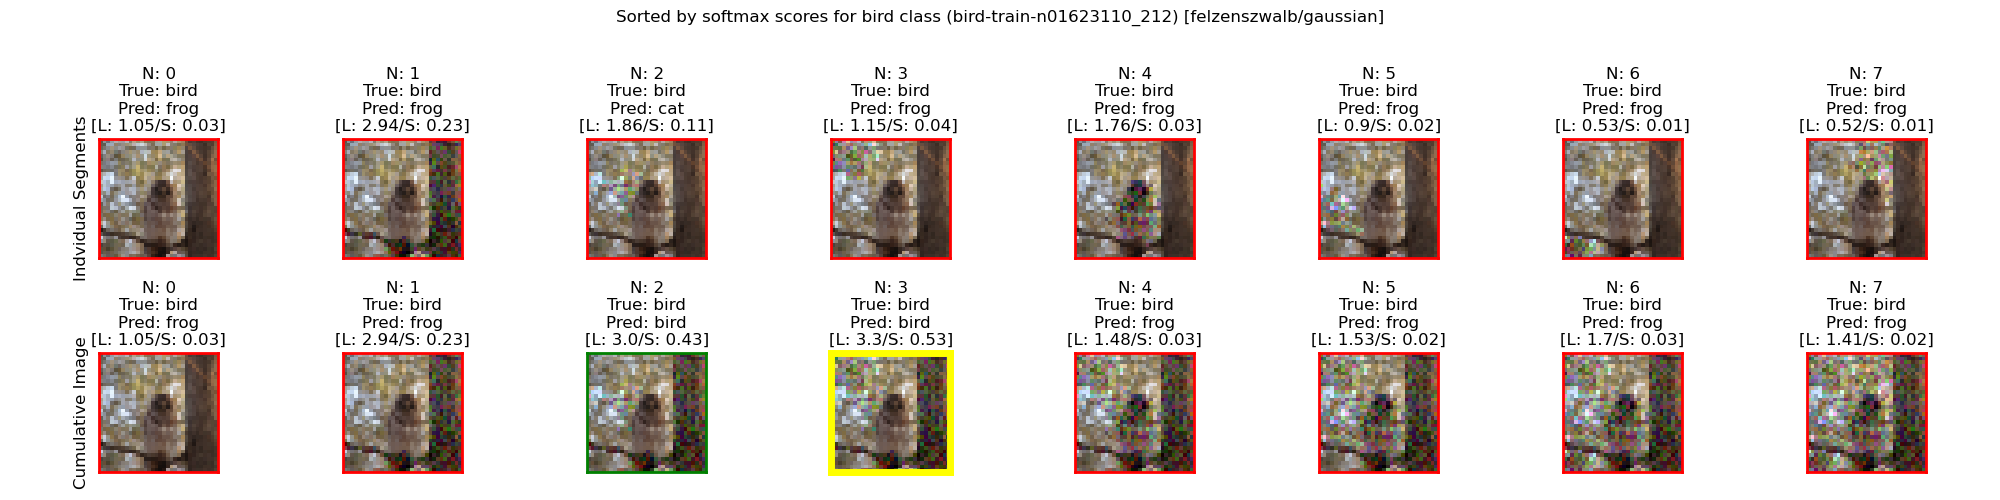 Sorted by softmax scores for bird class (bird-train-n01623110_212) [felzenszwalb/gaussian]
Indvidual Segments
N: 0
True: bird
Pred: frog
[L: 1.05/S: 0.03]
N: 1
True: bird
Pred: frog
[L: 2.94/S: 0.23]
N: 2
True: bird
Pred: cat
[L: 1.86/S: 0.11]
N: 3
True: bird
Pred: frog
[L: 1.15/S: 0.04]
N: 4
True: bird
Pred: frog
[L: 1.76/S: 0.03]
N: 5
True: bird
Pred: frog
[L: 0.9/S: 0.02]
N: 6
True: bird
Pred: frog
[L: 0.53/S: 0.01]
N: 7
True: bird
Pred: frog
[L: 0.52/S: 0.01]
Cumulative Image
N: 0
True: bird
Pred: frog
[L: 1.05/S: 0.03]
N: 1
True: bird
Pred: frog
[L: 2.94/S: 0.23]
N: 2
True: bird
Pred: bird
[L: 3.0/S: 0.43]
N: 3
True: bird
Pred: bird
[L: 3.3/S: 0.53]
N: 4
True: bird
Pred: frog
[L: 1.48/S: 0.03]
N: 5
True: bird
Pred: frog
[L: 1.53/S: 0.02]
N: 6
True: bird
Pred: frog
[L: 1.7/S: 0.03]
N: 7
True: bird
Pred: frog
[L: 1.41/S: 0.02]